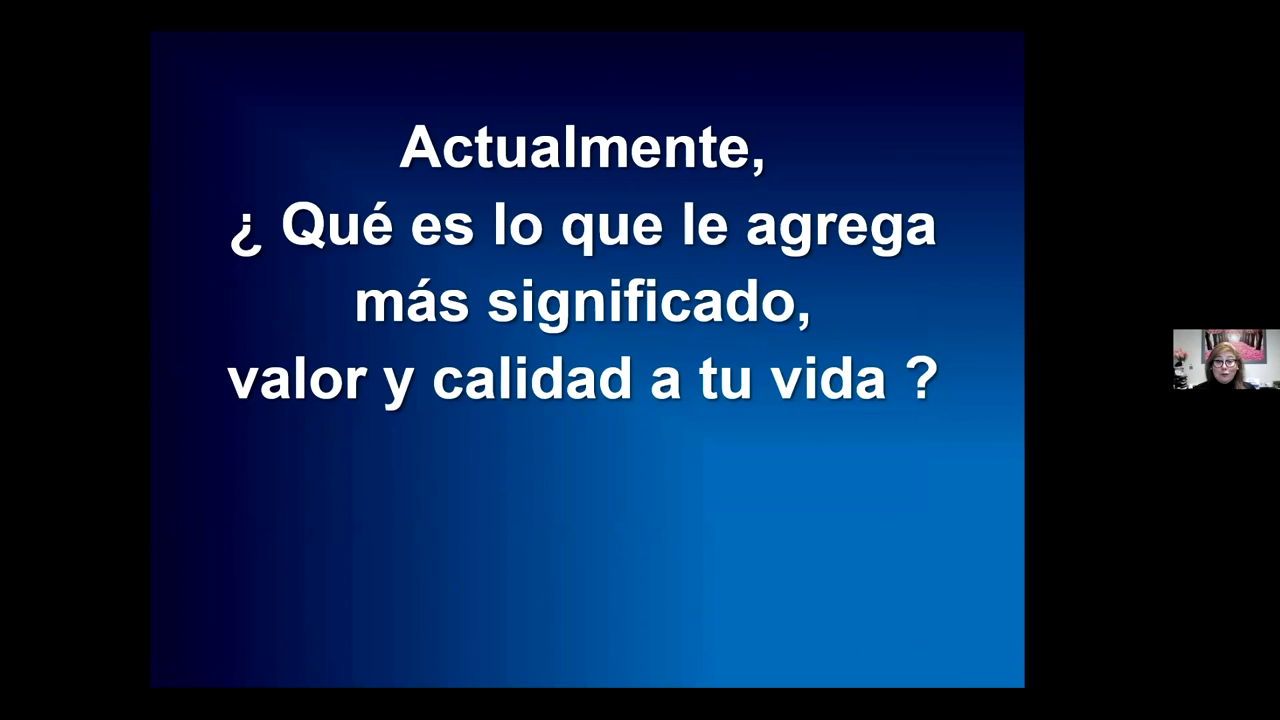 Actualmente,
¿ Qué es lo que le agrega
más significado,
valor y calidad a tu vida ?